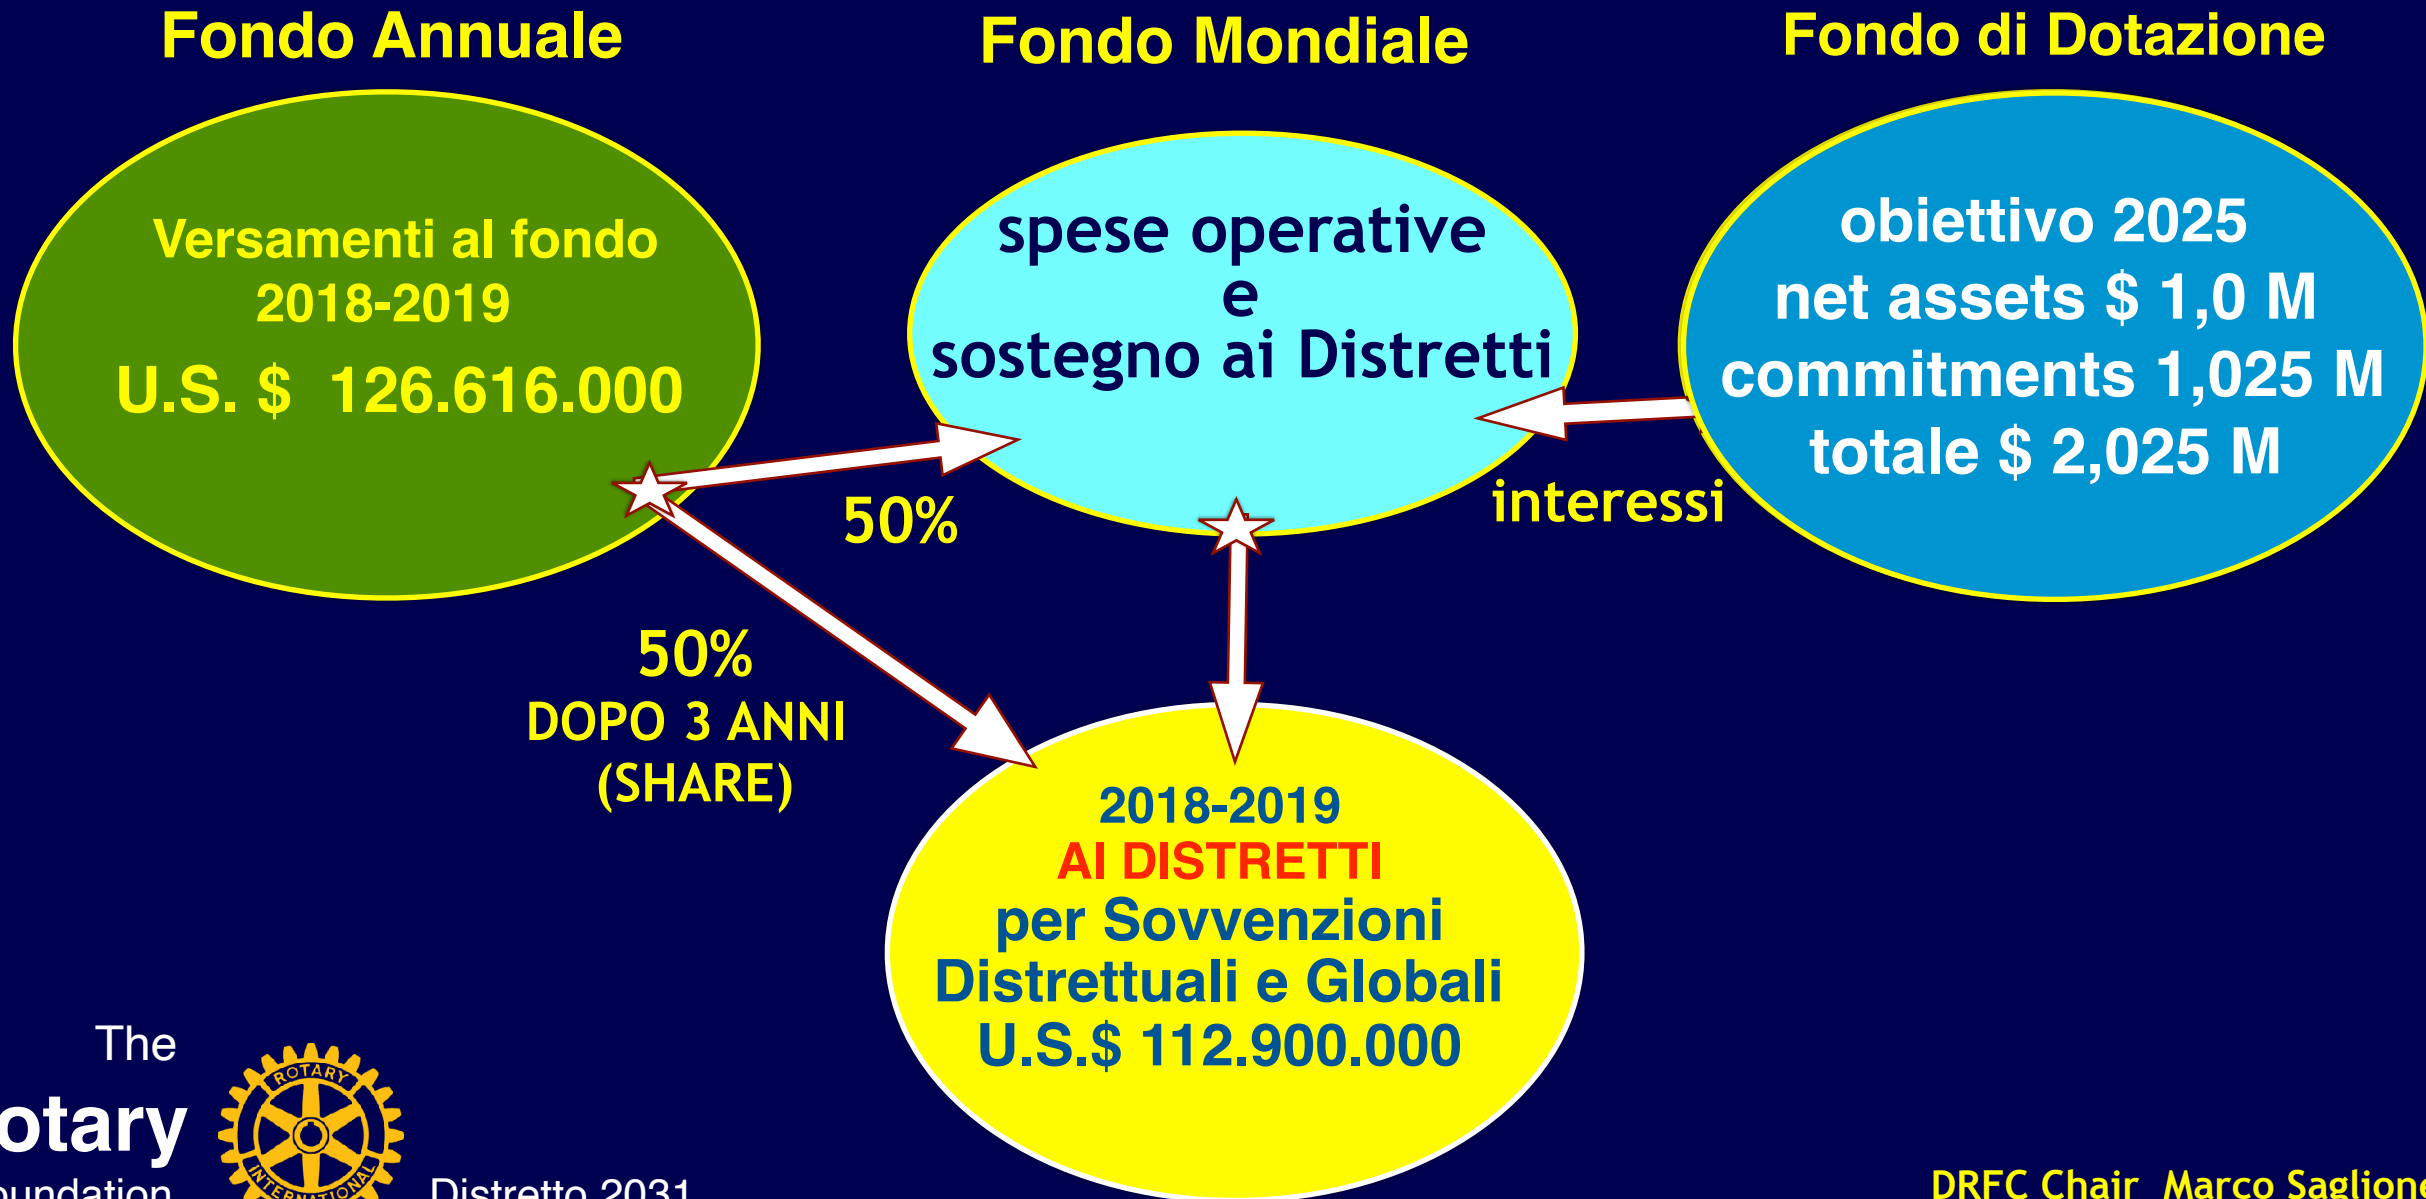 Fondo Annuale
Fondo Mondiale
Fondo di Dotazione
Versamenti al fondo
2018-2019
U.S. $ 126.616.000
spese operative
e
sostegno ai Distretti
obiettivo 2025
net assets $ 1,0 M
commitments 1,025 M
totale $ 2,025 M
50%
interessi
50%
DOPO 3 ANNI
(SHARE)
2018-2019
AI DISTRETTI
per Sovvenzioni
Distrettuali e Globali
U.S.$ 112.900.000
The
otary
oundation
ROTARY
INTERNATIONAL
Distretto 2031
DRFC Chair Marco Saglione